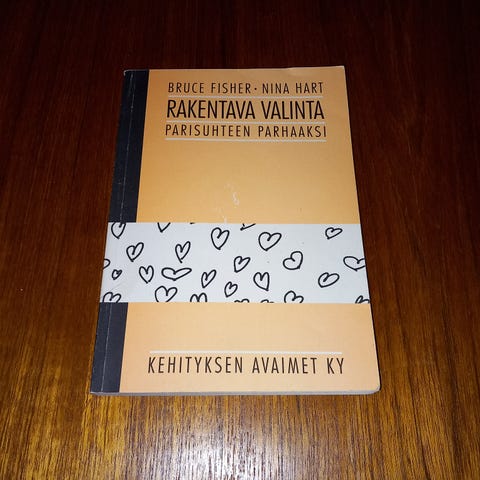 BRUCE FISHER · NINA HART
RAKENTAVA VALINTA
PARISUHTEEN PARHAAKSI
KEHITYKSEN AVAIMET KY